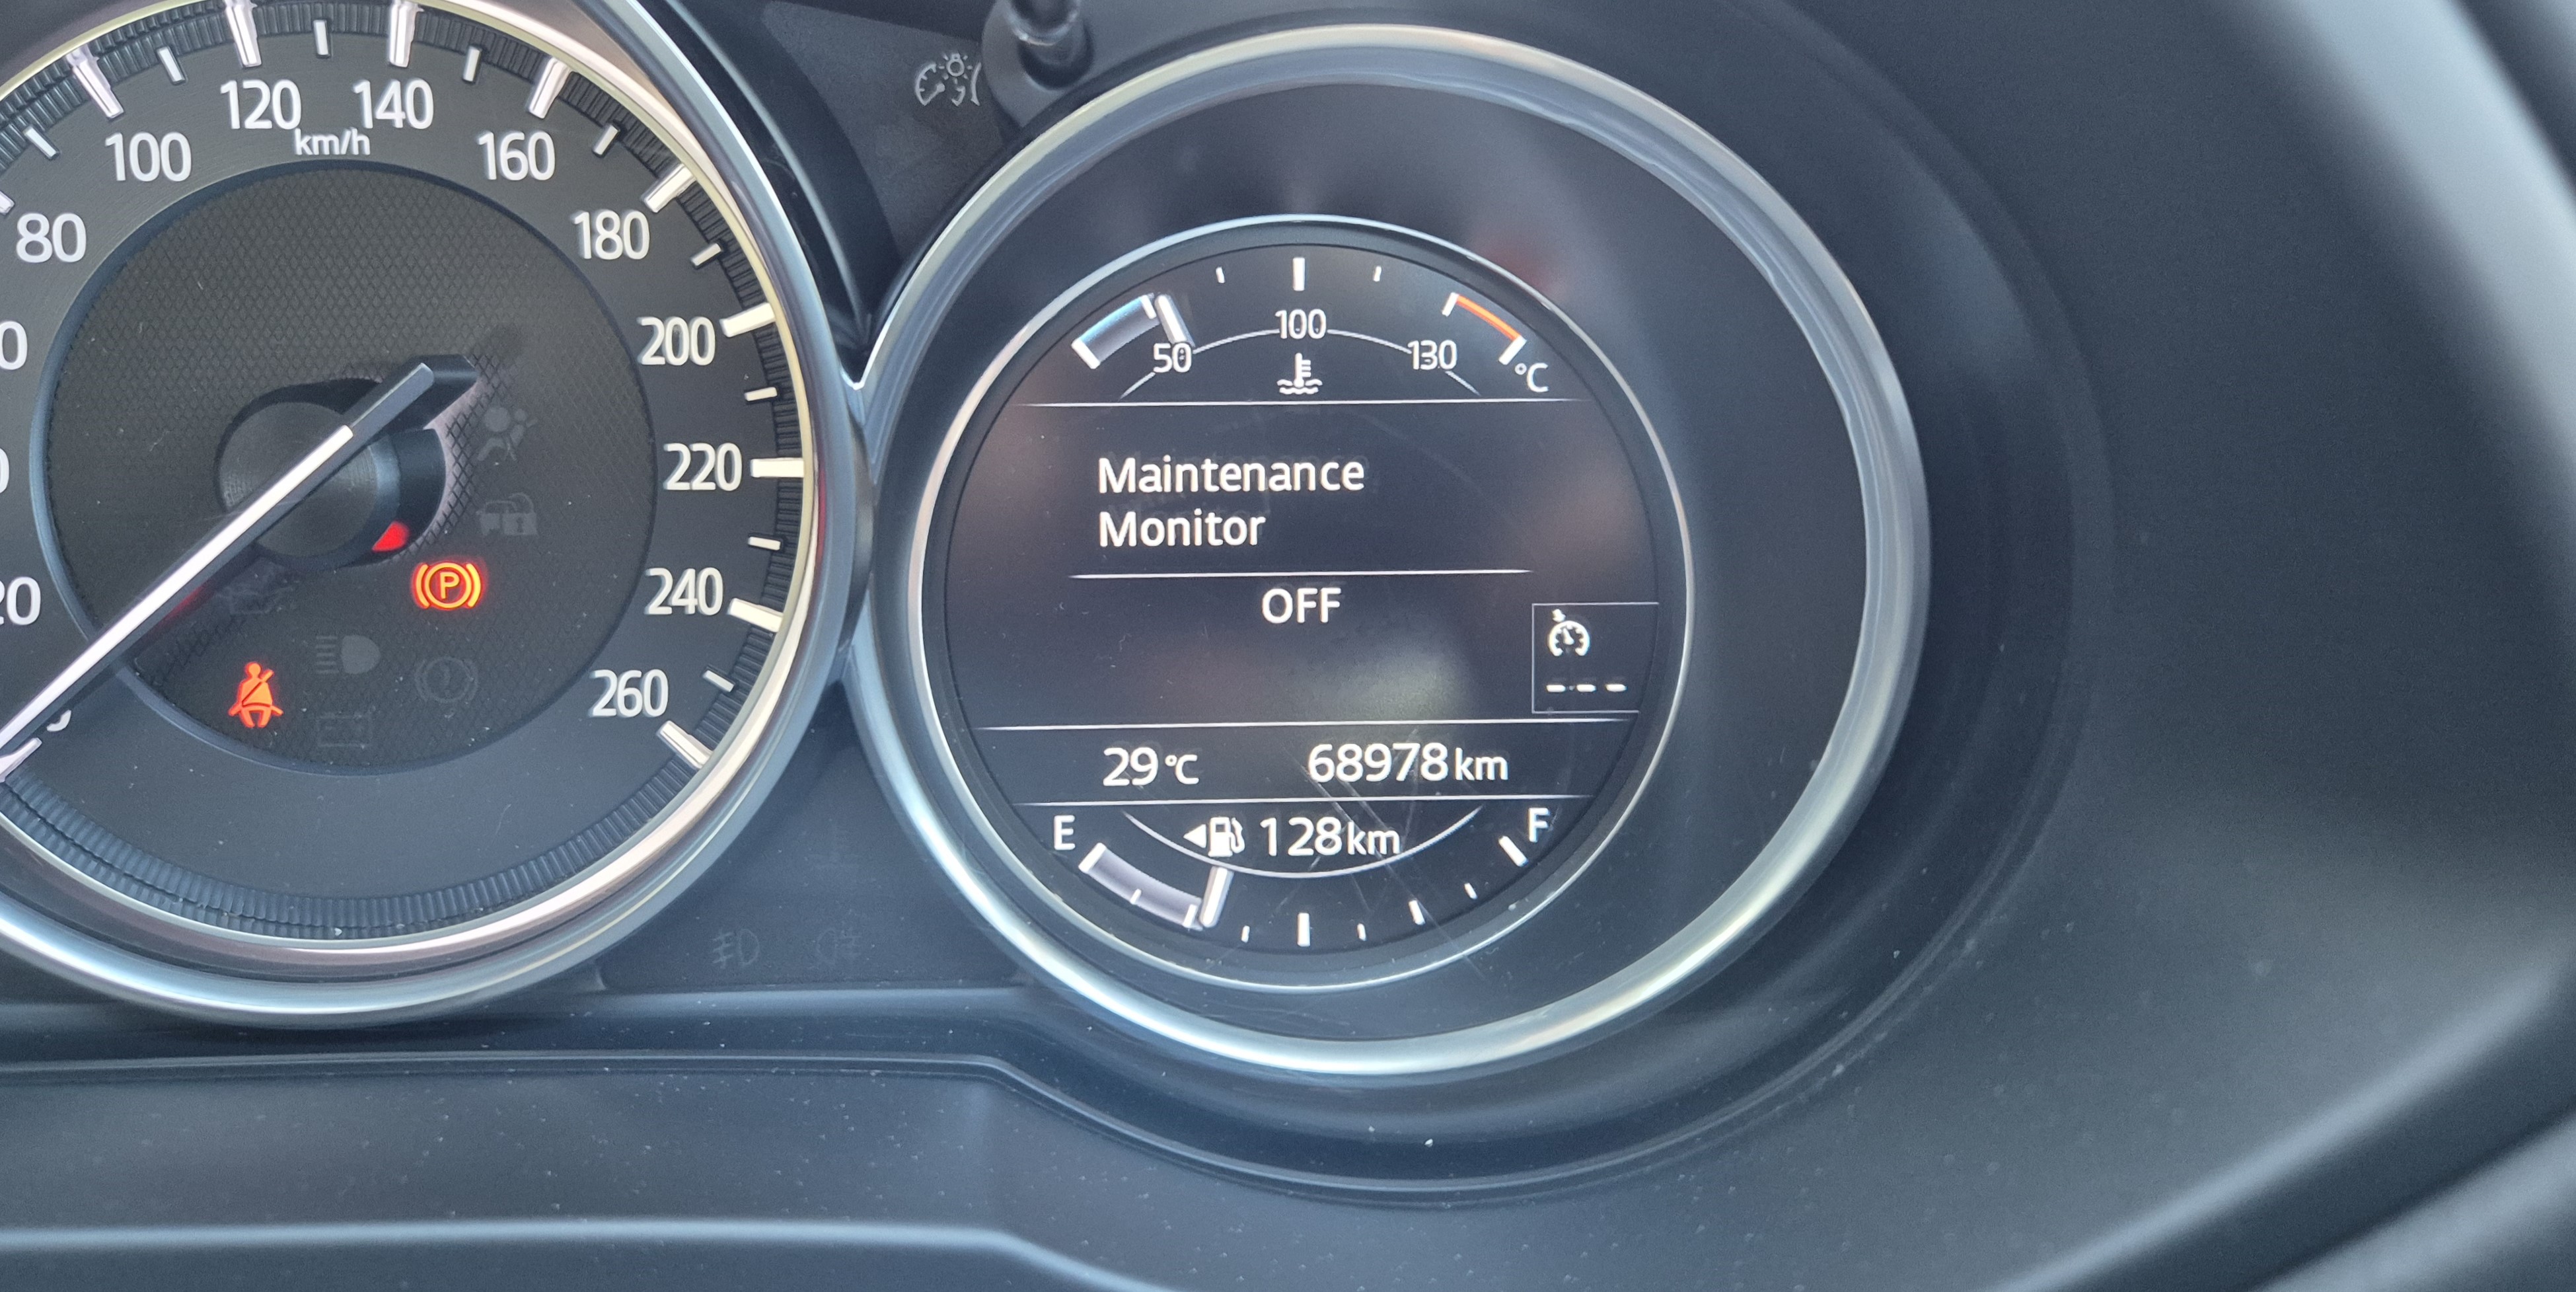 120 140
km/h
100 160
80 180
200
220
240
20
260
50 100 130 °C
Maintenance
Monitor
OFF
P
---
29°C 68978km
E 128km F